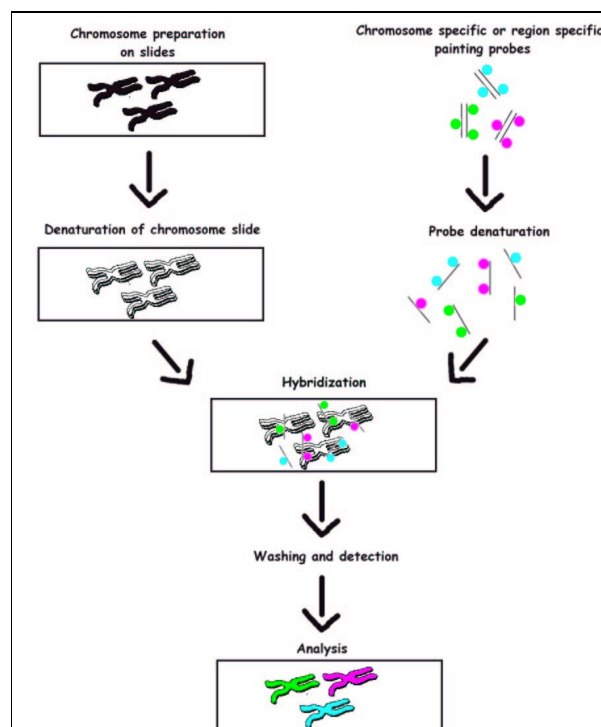 Chromosome preparation
on slides
Chromosome specific or region specific
painting probes
Denaturation of chromosome slide
Probe denaturation
Hybridization
Washing and detection
Analysis